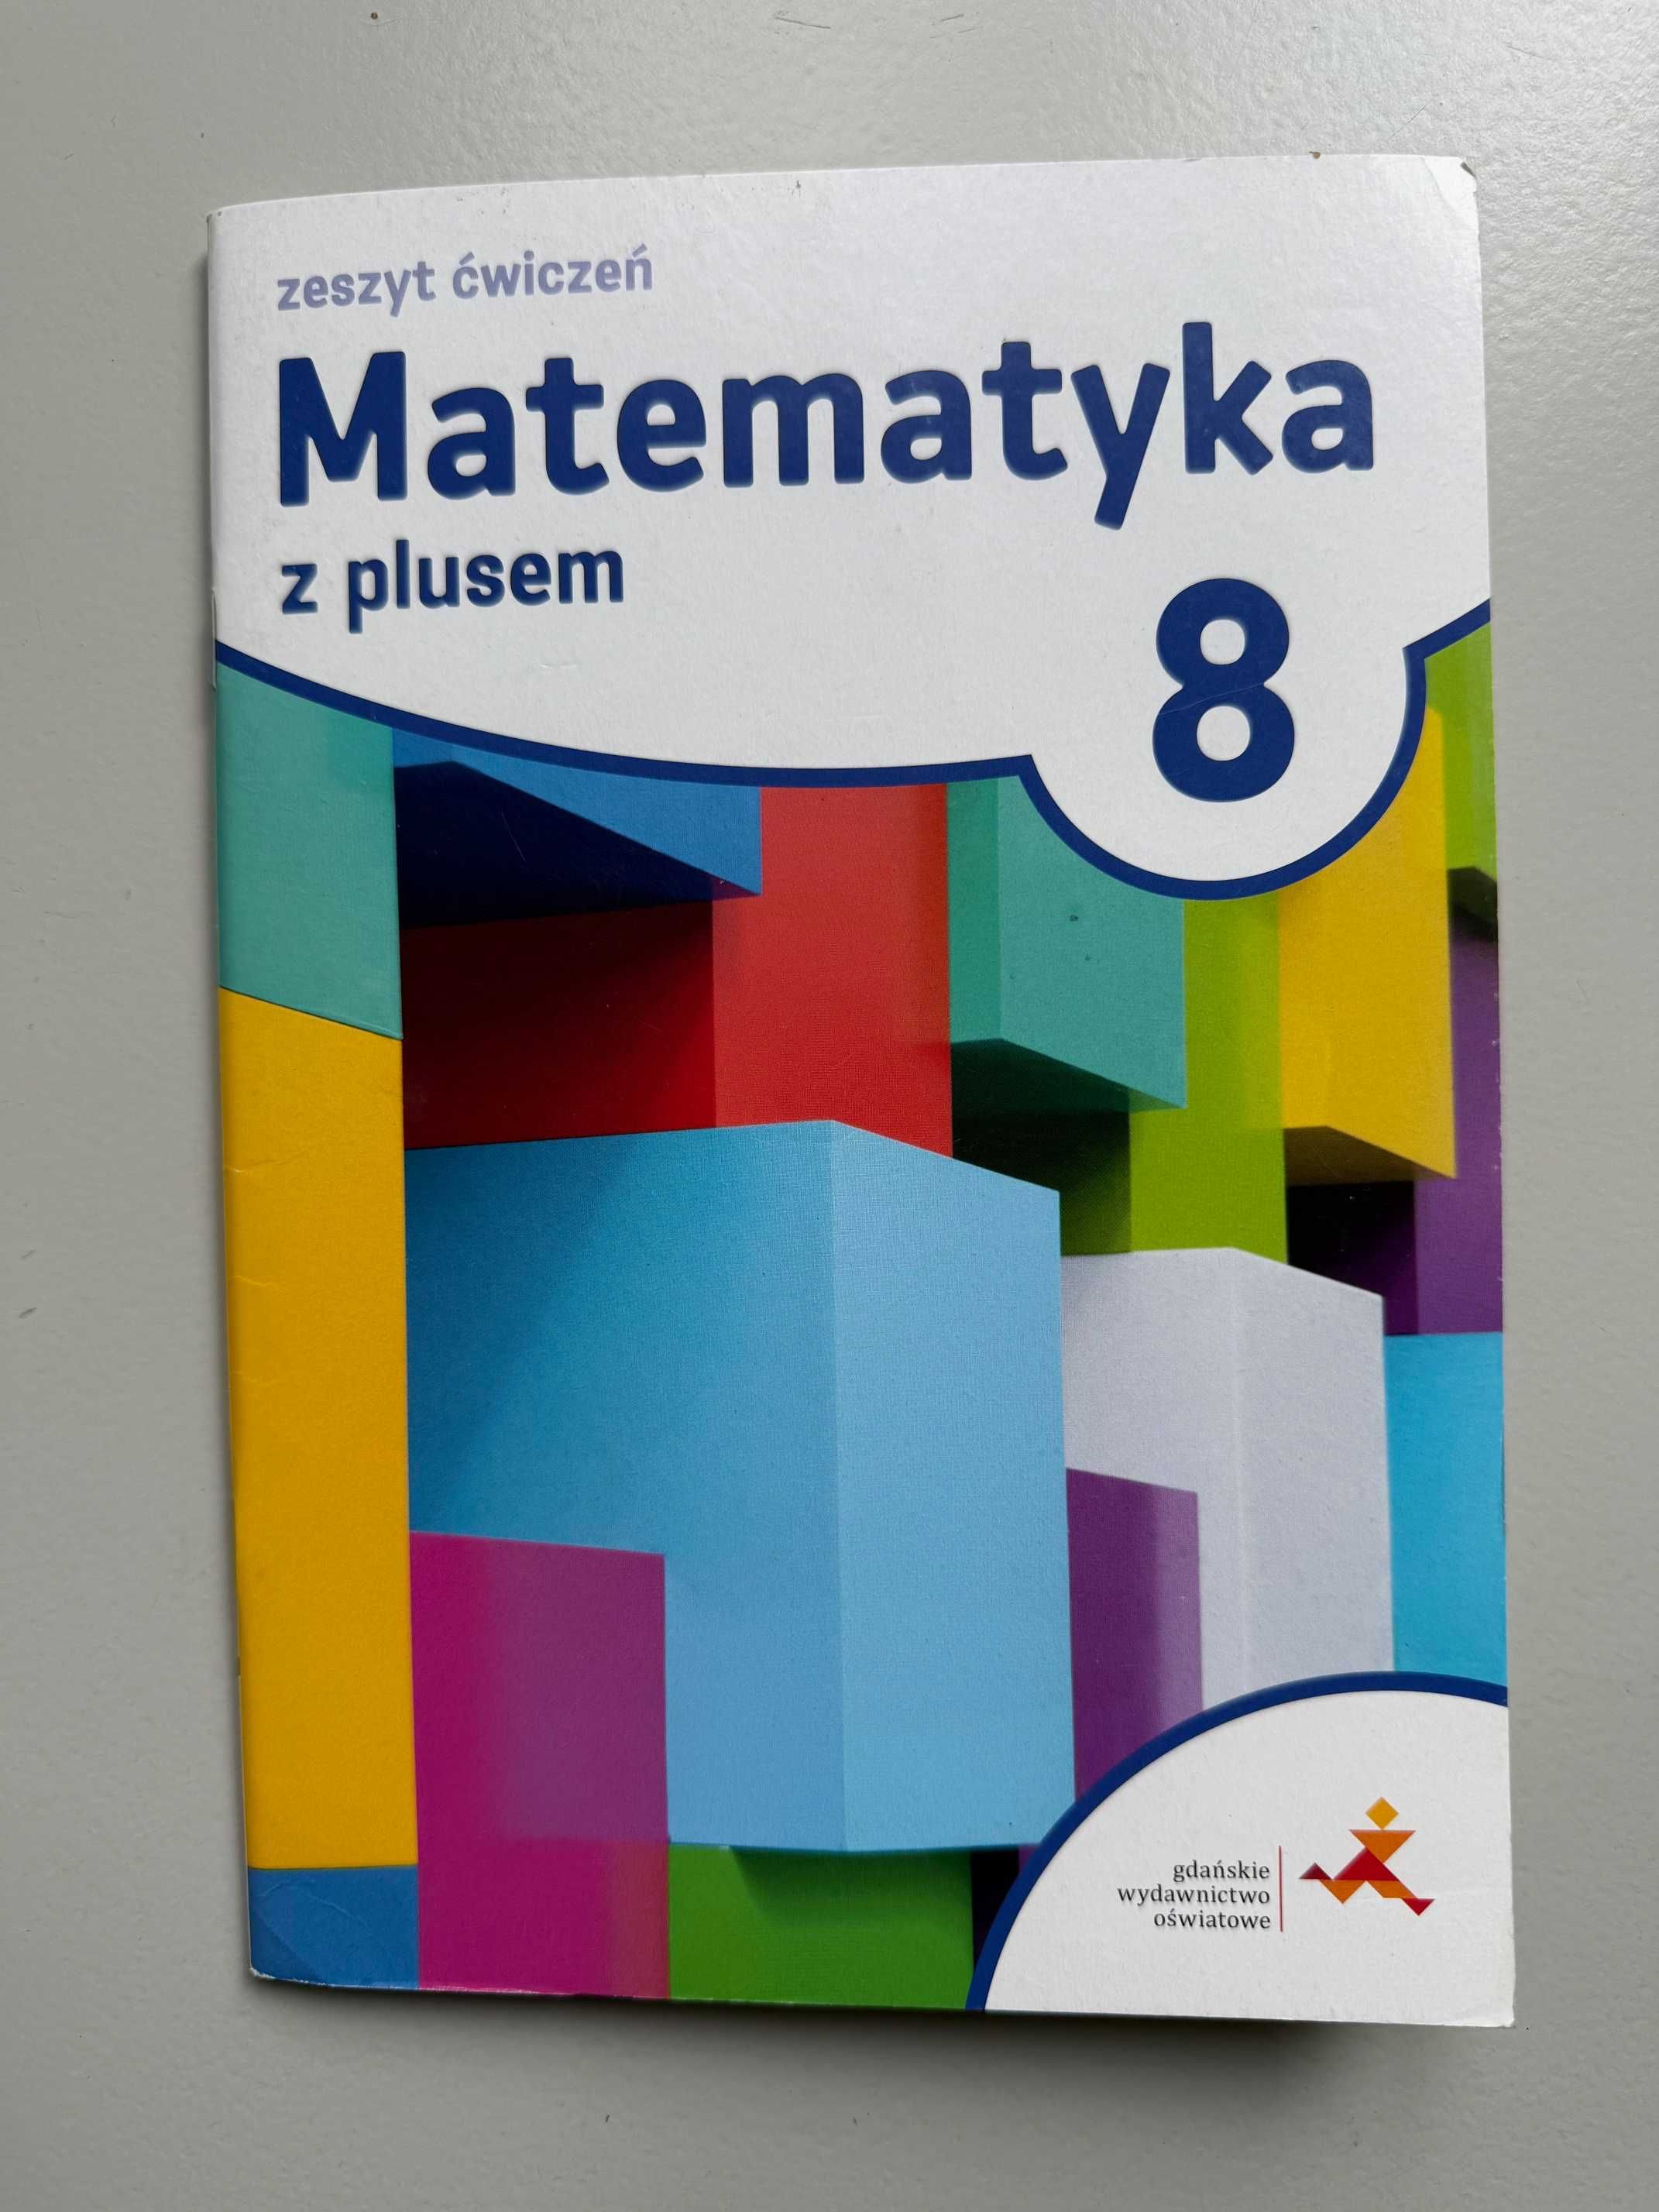 zeszyt ćwiczeń
Matematyka
z plusem
8
gdańskie
wydawnictwo
oświatowe